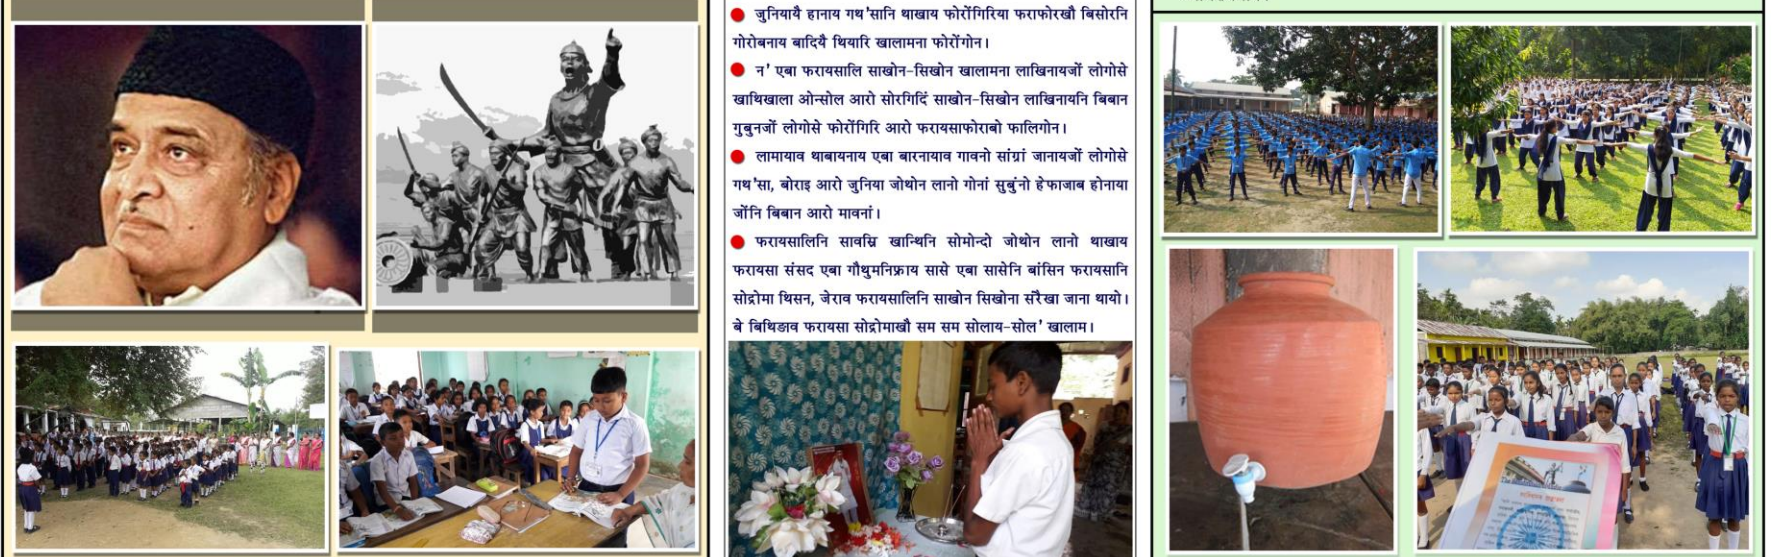 जुनियायै हानाय गथ'सानि थाखाय फोरोंगिरिया फराफोरखौ बिसोरनि
गोरोबनाय बादियै थियारि खालामना फोरोंगोन।
न' एबा फरायसालि साखोन-सिखोन खालामना लाखिनायजों लोगोसे
खाथिखाला ओन्सोल आरो सोरगिदिं साखोन-सिखोन लाखिनायनि बिबान
गुबुनजों लोगोसे फोरोंगिरि आरो फरायसाफोराबो फालिगोन।
लामायाव थाबायनाय एबा बारनायाव गावनो सांग्रां जानायजों लोगोसे
गथ'सा, बोराइ आरो जुनिया जोथोन लानो गोनां सुबुंनो हेफाजाब होनाया
जोंनि बिबान आरो मावनां।
फरायसालिनि सावस्रि खान्थिनि सोमोन्दो जोथोन लानो थाखाय
फरायसा संसद एबा गौथुमनिफ्राय सासे एबा सासेनि बांसिन फरायसानि
सोद्रोमा थिसन, जेराव फरायसालिनि साखोन सिखोना संरैखा जाना थायो।
बे बिथिङाव फरायसा सोद्रोमाखौ सम सम सोलाय-सोल' खालाम।